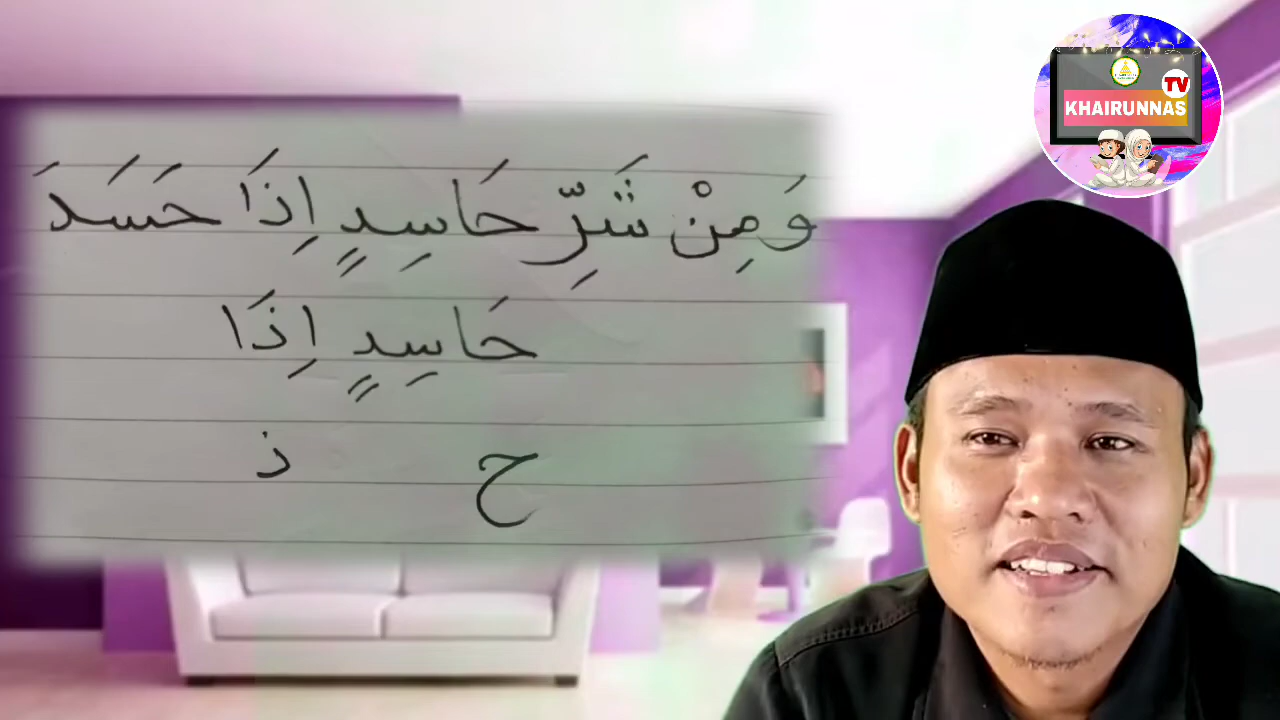 وَمِنْ شَرِّ حَاسِدٍ اِذَا حَسَدَ
حَاسِدٍ اِذَا
ح ذ
TV
KHAIRUNNAS